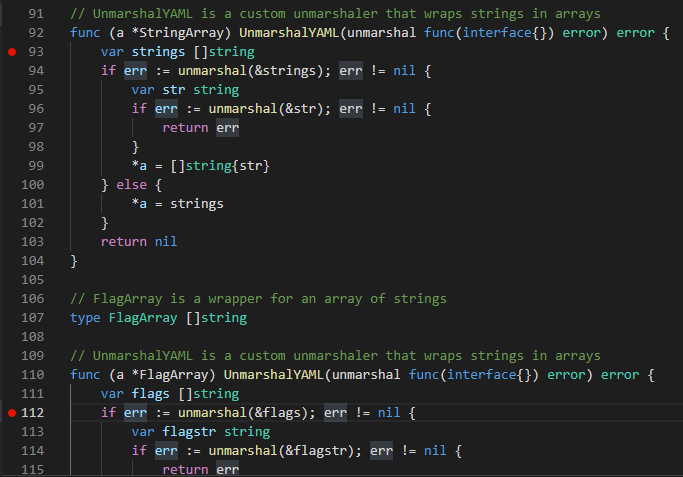 91 // UnmarshalYAML is a custom unmarshaler that wraps strings in arrays
92 func (a *StringArray) UnmarshalYAML(unmarshal func(interface{}) error) error {
93     var strings []string
94     if err := unmarshal(&strings); err != nil {
95         var str string
96         if err := unmarshal(&str); err != nil {
97             return err
98         }
99         *a = []string{str}
100     } else {
101         *a = strings
102     }
103     return nil
104 }
105
106 // FlagArray is a wrapper for an array of strings
107 type FlagArray []string
108
109 // UnmarshalYAML is a custom unmarshaler that wraps strings in arrays
110 func (a *FlagArray) UnmarshalYAML(unmarshal func(interface{}) error) error {
111     var flags []string
112     if err := unmarshal(&flags); err != nil {
113         var flagstr string
114         if err := unmarshal(&flagstr); err != nil {
115             return err